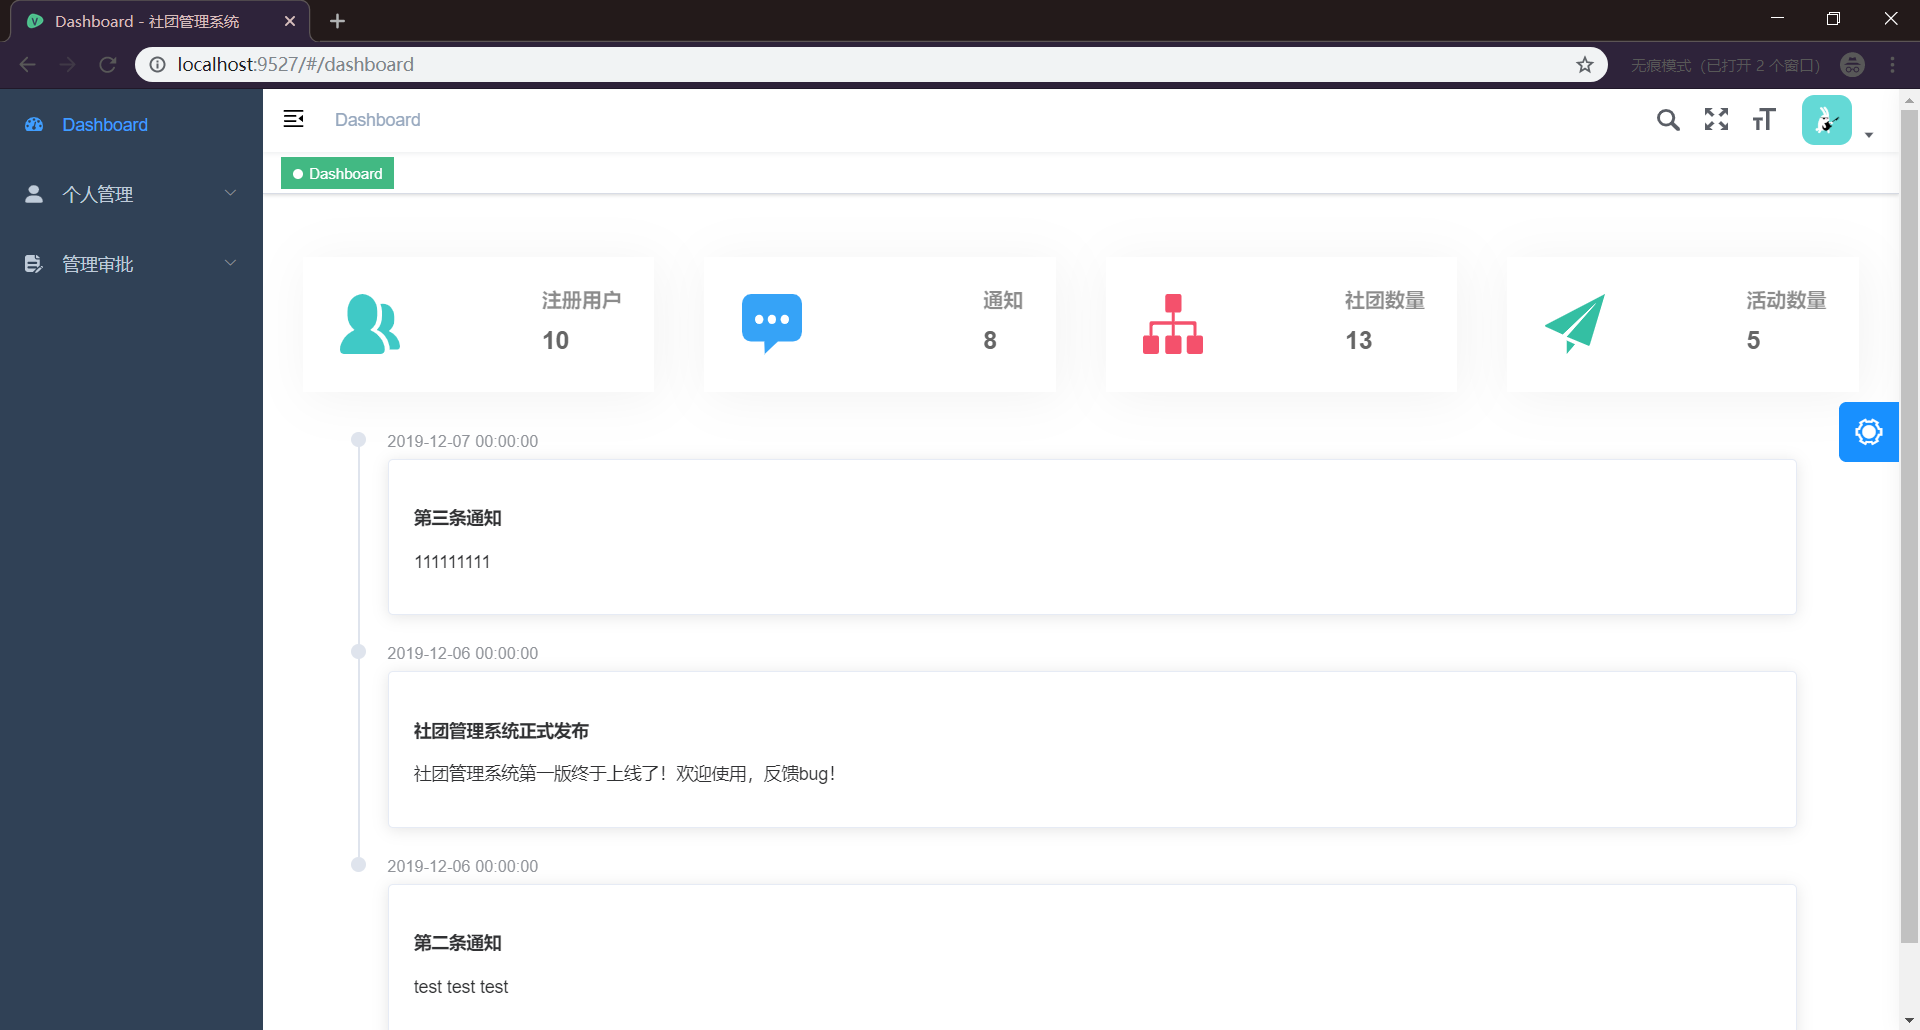 Dashboard - 社团管理系统
localhost:9527/#/dashboard
无痕模式 (已打开 2 个窗口)
Dashboard
个人管理
管理审批
Dashboard
Dashboard
注册用户
10
通知
8
社团数量
13
活动数量
5
2019-12-07 00:00:00
第三条通知
111111111
2019-12-06 00:00:00
社团管理系统正式发布
社团管理系统第一版终于上线了！欢迎使用，反馈bug！
2019-12-06 00:00:00
第二条通知
test test test